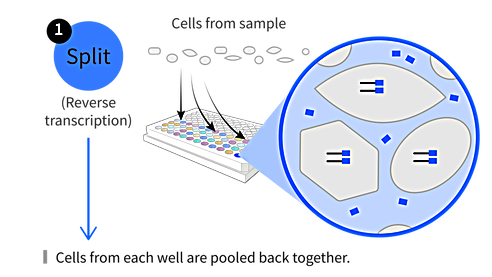 Cells from sample
1
Split
(Reverse
transcription)
Cells from each well are pooled back together.